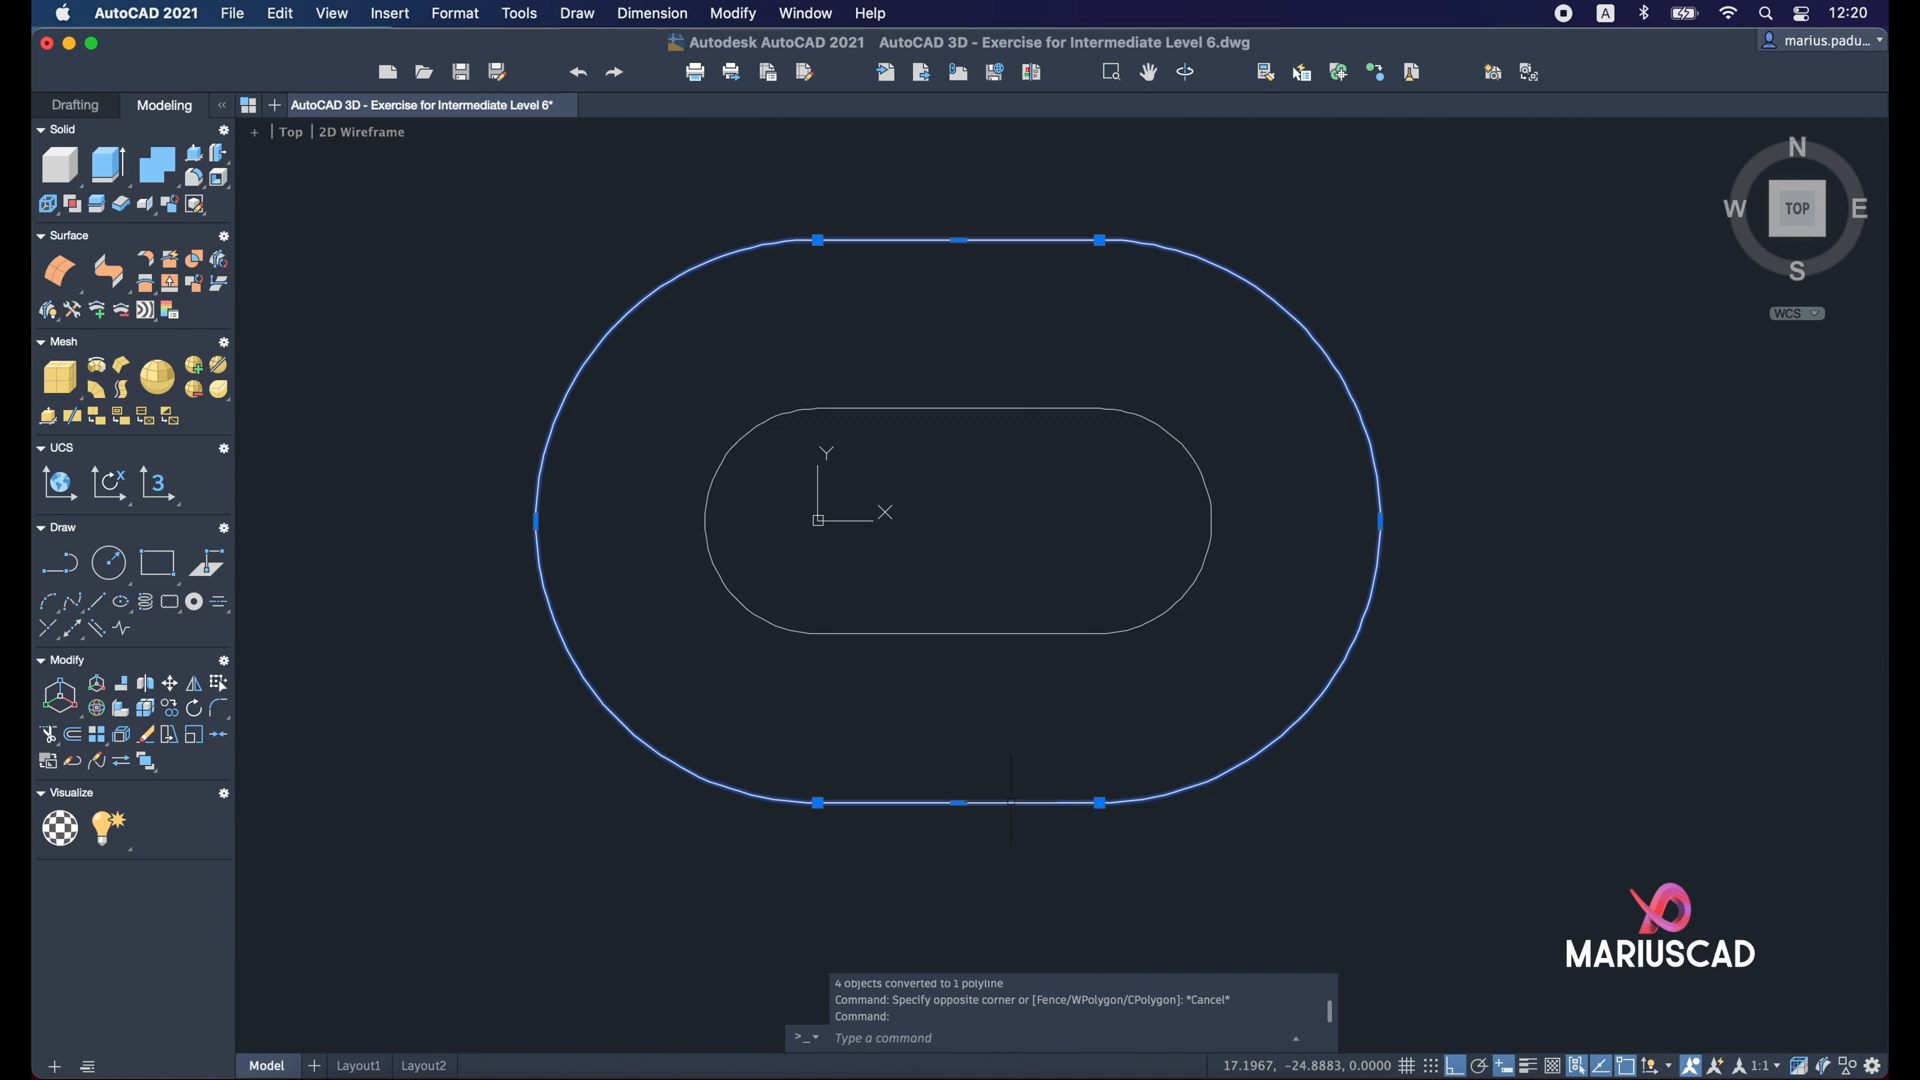 AutoCAD 2021 File Edit View Insert Format Tools Draw Dimension Modify Window Help
A
12:20
Autodesk AutoCAD 2021 AutoCAD 3D - Exercise for Intermediate Level 6.dwg
marius.padu...
Drafting Modeling «
+ AutoCAD 3D - Exercise for Intermediate Level 6*
+ | Top | 2D Wireframe
Solid
Surface
Mesh
UCS
X
3
Draw
Modify
Visualize
N
W TOP E
S
WCS
Y
X
MARIUSCAD
4 objects converted to 1 polyline
Command: Specify opposite corner or [Fence/WPolygon/CPolygon]: *Cancel*
Command:
>_ Type a command
Model + Layout1 Layout2
17.1967, -24.8883, 0.0000
1:1